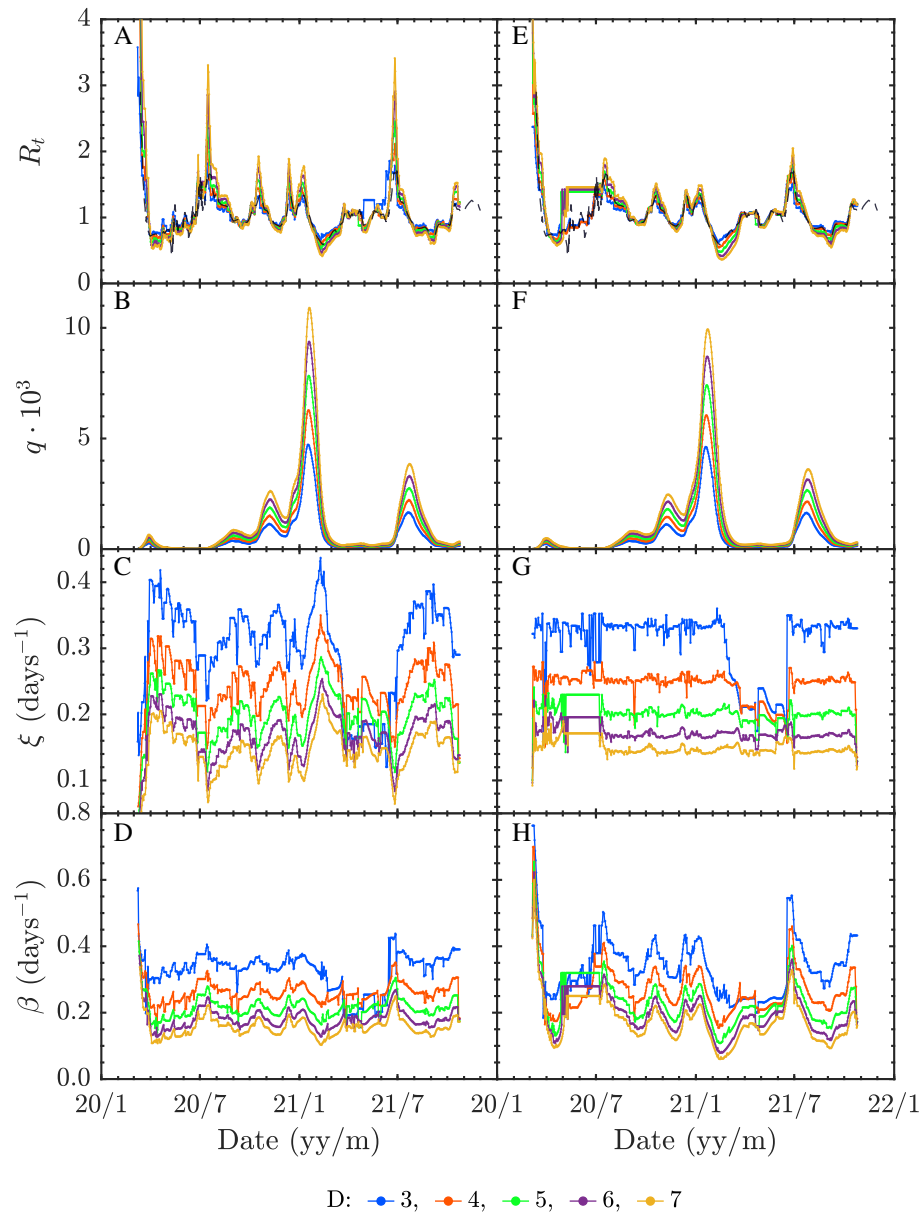 A E
4
3
2
1
0
R_t
B F
10
5
0
q · 10³
C G
0.4
0.3
0.2
0.1
ξ (days⁻¹)
0.8
D H
0.6
0.4
0.2
0.0
β (days⁻¹)
20/1 20/7 21/1 21/7 20/1 20/7 21/1 21/7 22/1
Date (yy/m) Date (yy/m)
D: 3, 4, 5, 6, 7